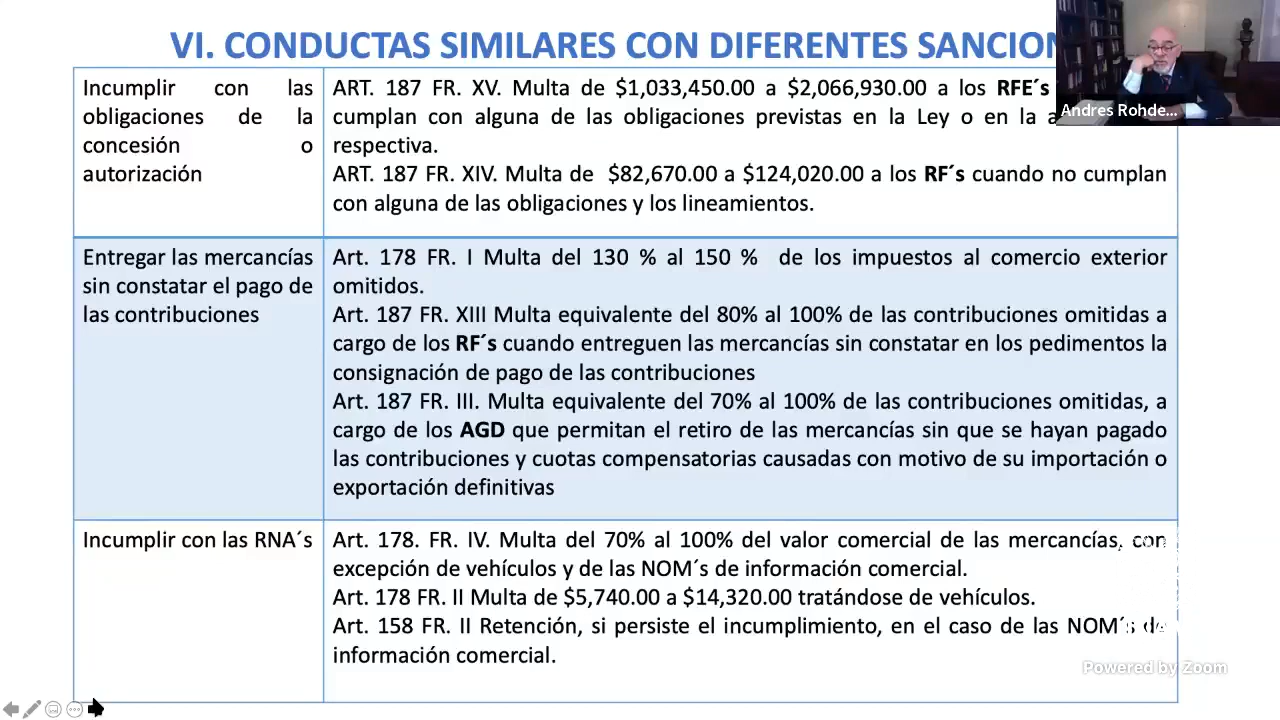 VI. CONDUCTAS SIMILARES CON DIFERENTES
Andres Rohde...
Incumplir con las
obligaciones de la
concesión o
autorización
ART. 187 FR. XV. Multa de $1,033,450.00 a $2,066,930.00 a los RFE´s
cumplan con alguna de las obligaciones previstas en la Ley o en la
respectiva.
ART. 187 FR. XIV. Multa de $82,670.00 a $124,020.00 a los RF´s cuando no cumplan
con alguna de las obligaciones y los lineamientos.
Entregar las mercancías
sin constatar el pago de
las contribuciones
Art. 178 FR. I Multa del 130 % al 150 % de los impuestos al comercio exterior
omitidos.
Art. 187 FR. XIII Multa equivalente del 80% al 100% de las contribuciones omitidas a
cargo de los RF´s cuando entreguen las mercancías sin constatar en los pedimentos la
consignación de pago de las contribuciones
Art. 187 FR. III. Multa equivalente del 70% al 100% de las contribuciones omitidas, a
cargo de los AGD que permitan el retiro de las mercancías sin que se hayan pagado
las contribuciones y cuotas compensatorias causadas con motivo de su importación o
exportación definitivas
Incumplir con las RNA´s
Art. 178. FR. IV. Multa del 70% al 100% del valor comercial de las mercancías, con
excepción de vehículos y de las NOM´s de información comercial.
Art. 178 FR. II Multa de $5,740.00 a $14,320.00 tratándose de vehículos.
Art. 158 FR. II Retención, si persiste el incumplimiento, en el caso de las NOM´s de
información comercial.
Powered by Zoom